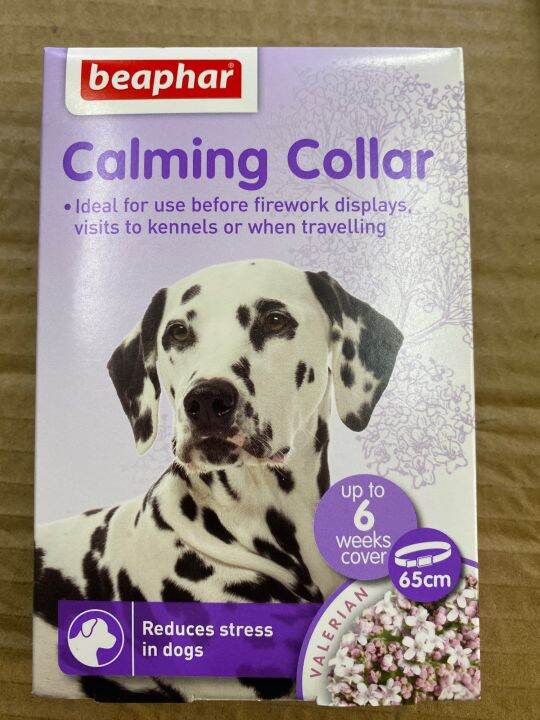 beaphar
Calming Collar
• Ideal for use before firework displays,
visits to kennels or when travelling
up to
6
weeks
cover
65cm
VALERIAN
Reduces stress
in dogs